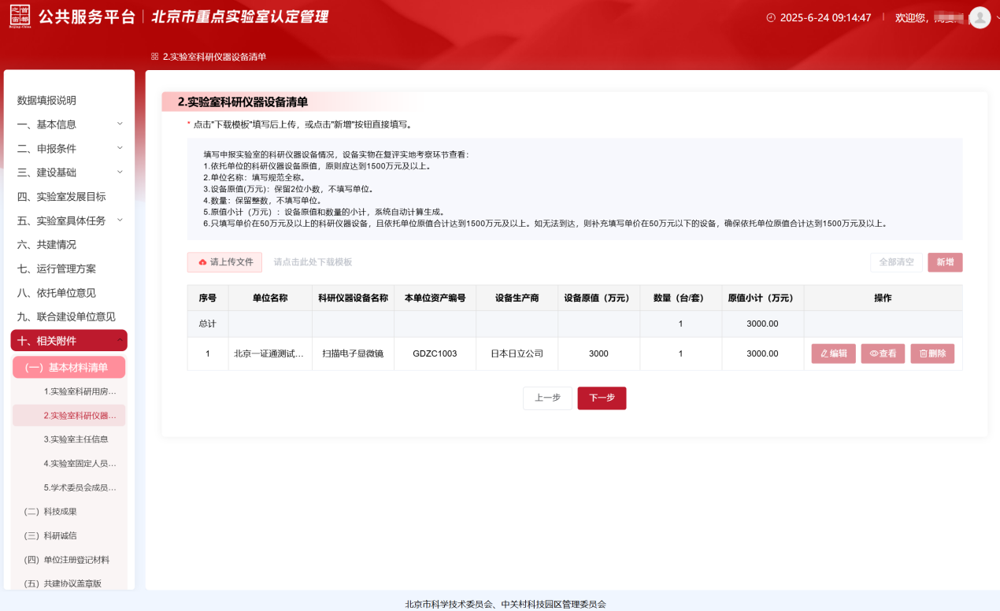 首都之窗
Beijing-China
公共服务平台
北京市重点实验室认定管理
2025-6-24 09:14:47
欢迎您,
2.实验室科研仪器设备清单
数据填报说明
一、基本信息
二、申报条件
三、建设基础
四、实验室发展目标
五、实验室具体任务
六、共建情况
七、运行管理方案
八、依托单位意见
九、联合建设单位意见
十、相关附件
(一) 基本材料清单
1.实验室科研用房...
2.实验室科研仪器...
3.实验室主任信息
4.实验室固定人员...
5.学术委员会成员...
(二) 科技成果
(三) 科研诚信
(四) 单位注册登记材料
(五) 共建协议盖章版
2.实验室科研仪器设备清单
* 点击"下载模板"填写后上传，或点击"新增"按钮直接填写。
填写申报实验室的科研仪器设备情况，设备实物在复评实地考察环节查看：
1.依托单位的科研仪器设备原值，原则应达到1500万元及以上。
2.单位名称：填写规范全称。
3.设备原值(万元)：保留2位小数，不填写单位。
4.数量：保留整数，不填写单位。
5.原值小计（万元）：设备原值和数量的小计，系统自动计算生成。
6.只填写单价在50万元及以上的科研仪器设备，且依托单位原值合计达到1500万元及以上。如无法到达，则补充填写单价在50万元以下的设备，确保依托单位原值合计达到1500万元及以上。
请上传文件 请点击此处下载模板 全部清空 新增
序号 单位名称 科研仪器设备名称 本单位资产编号 设备生产商 设备原值（万元） 数量（台/套） 原值小计（万元） 操作
总计 1 3000.00
1 北京一证通测试... 扫描电子显微镜 GDZC1003 日本日立公司 3000 1 3000.00 编辑 查看 删除
上一步 下一步
北京市科学技术委员会、中关村科技园区管理委员会